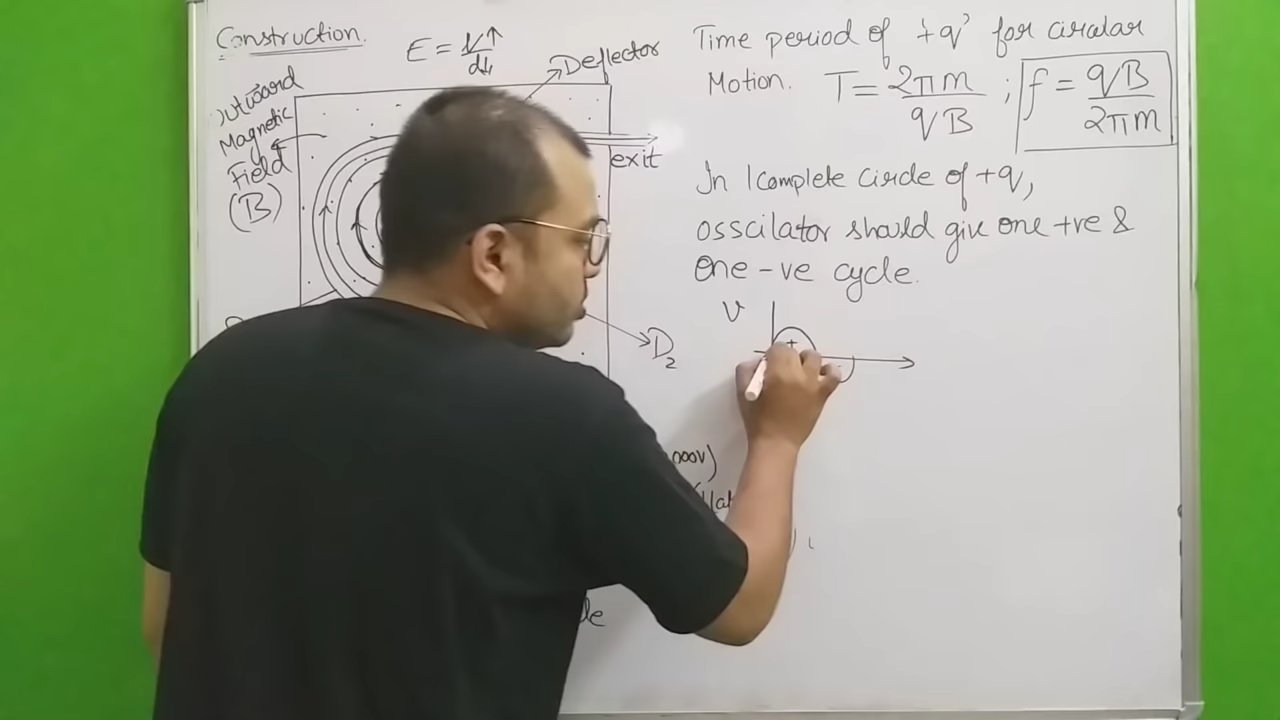 Construction.
E = V↑/d↓
Deflector
Outward
Magnetic
Field
(B)
exit
D₂
Time period of '+q' for circular
Motion. T = 2πm/qB ; f = qB/2πm
In 1 complete circle of +q,
osscilator should give one +ve &
one -ve cycle.
V
+
-
000V)